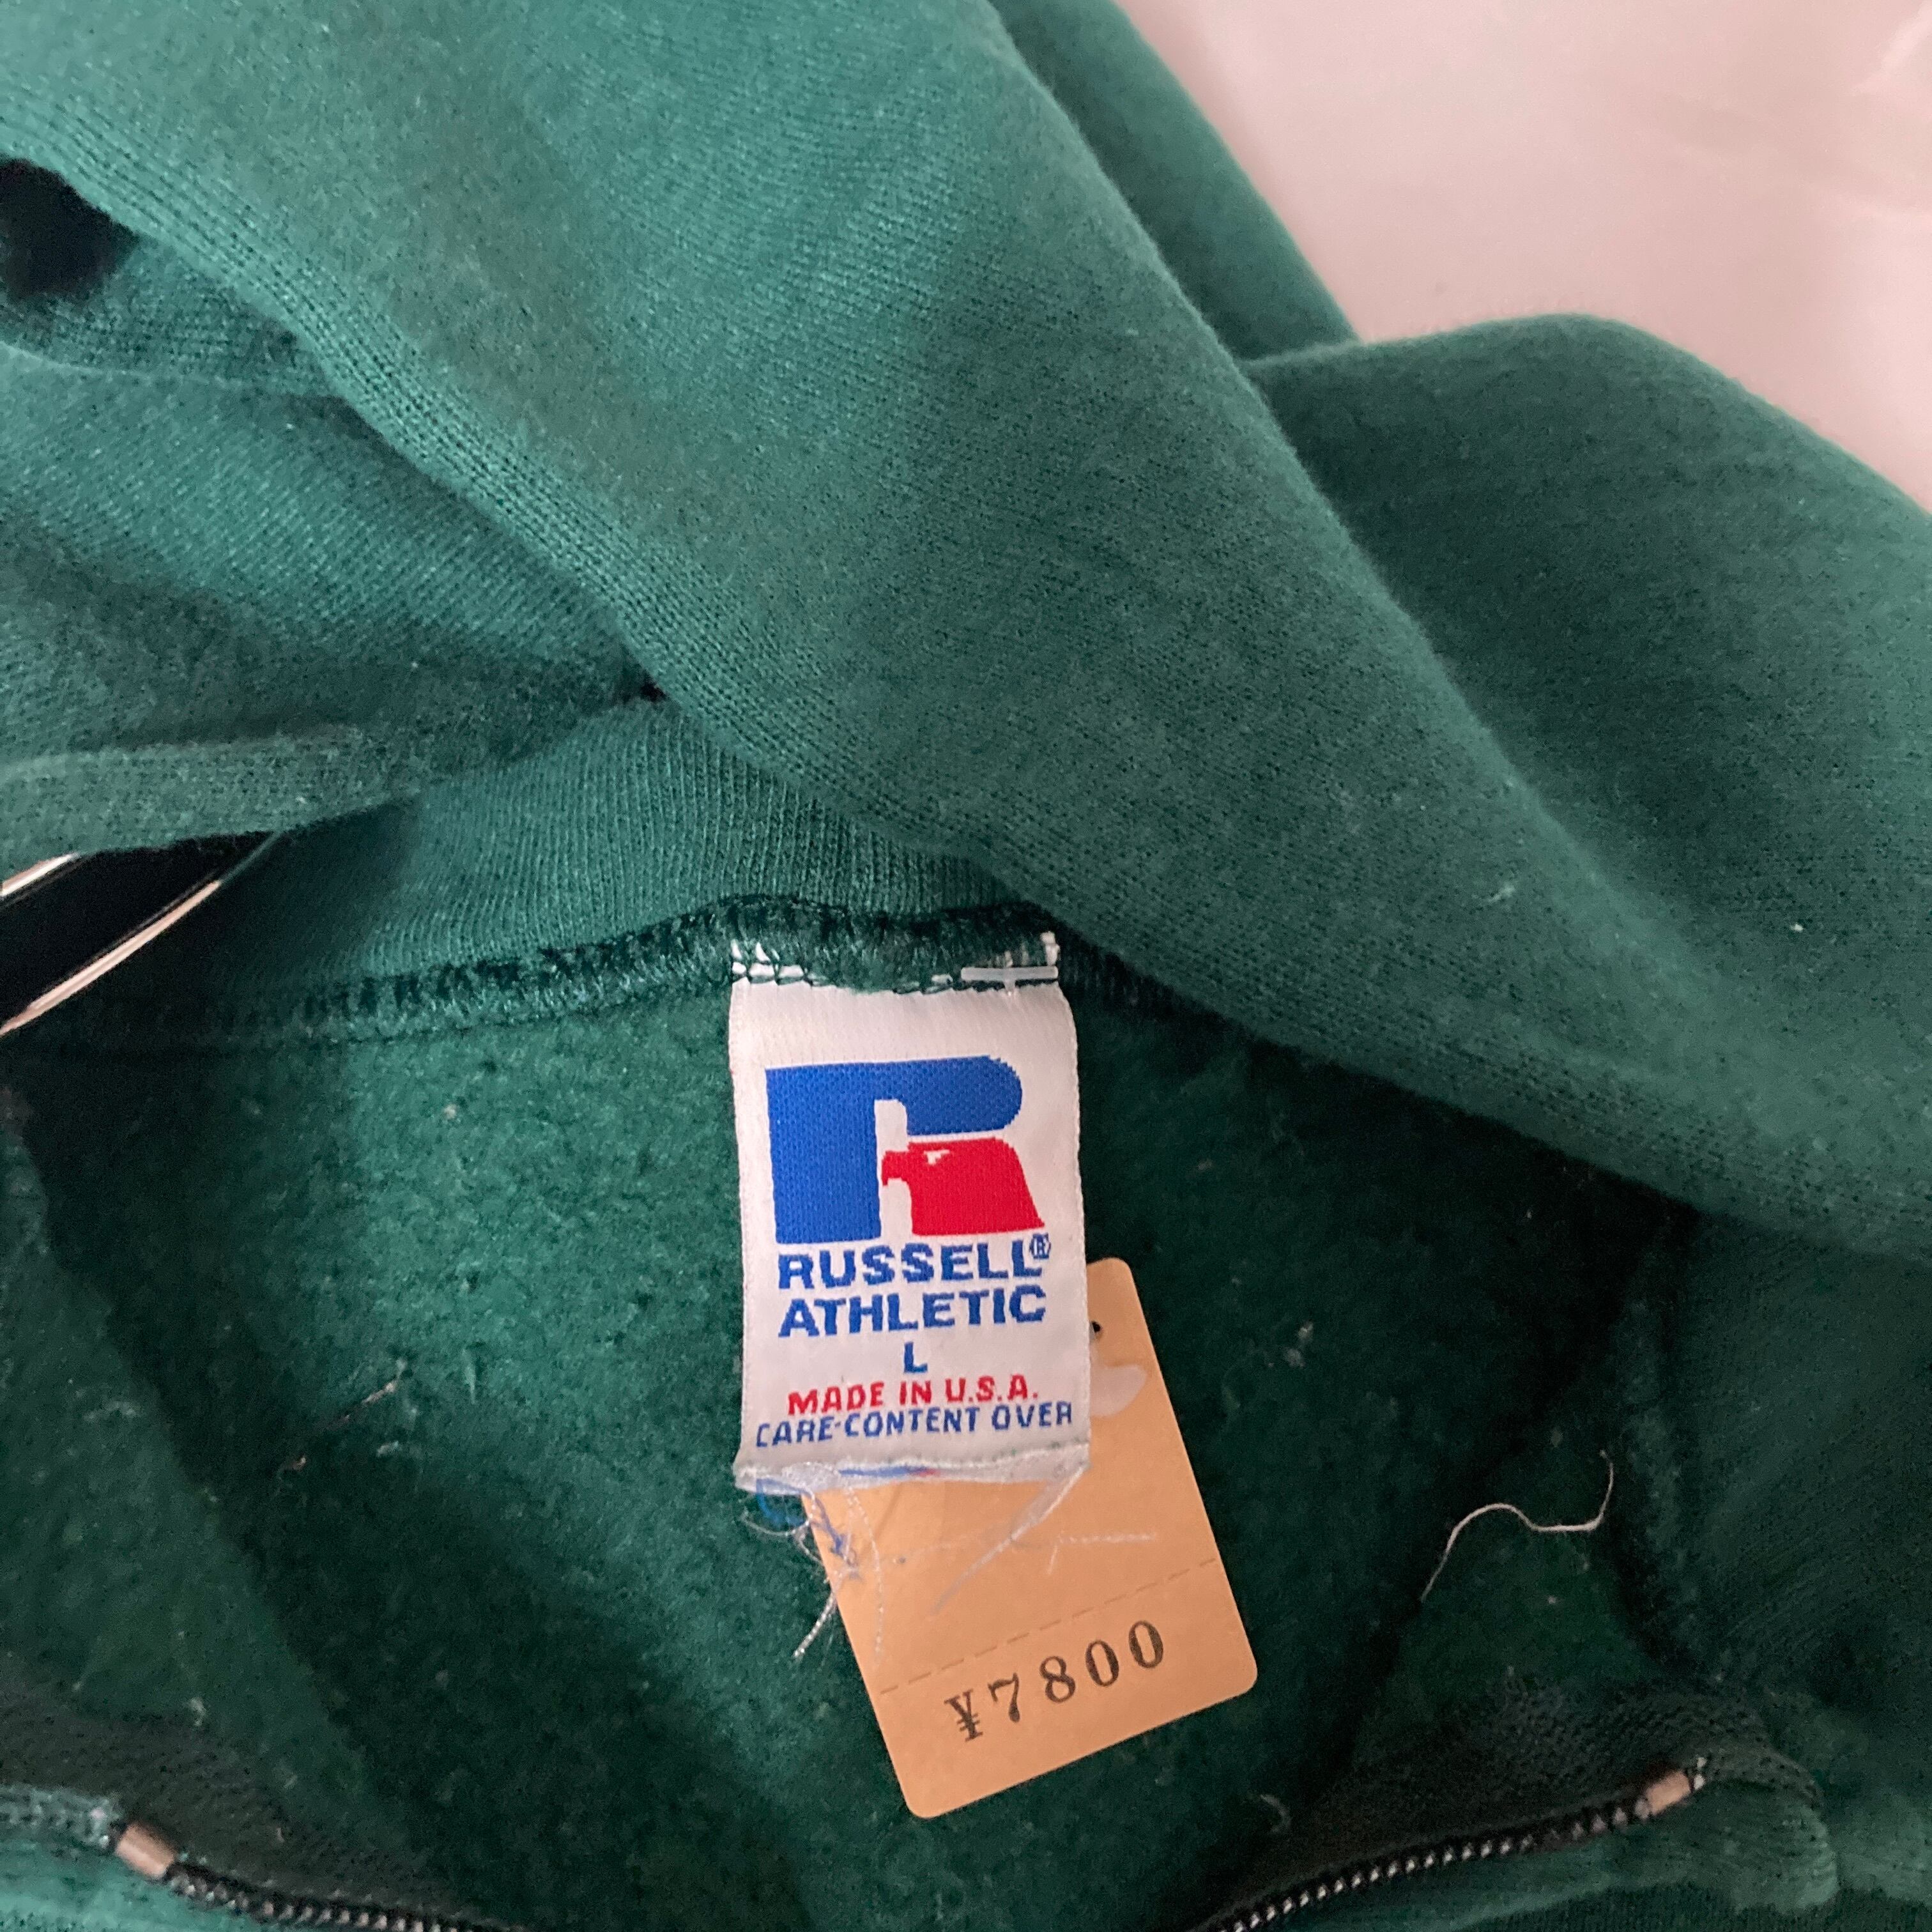 RUSSELL®
ATHLETIC
L
MADE IN U.S.A.
CARE-CONTENT OVER
¥7800